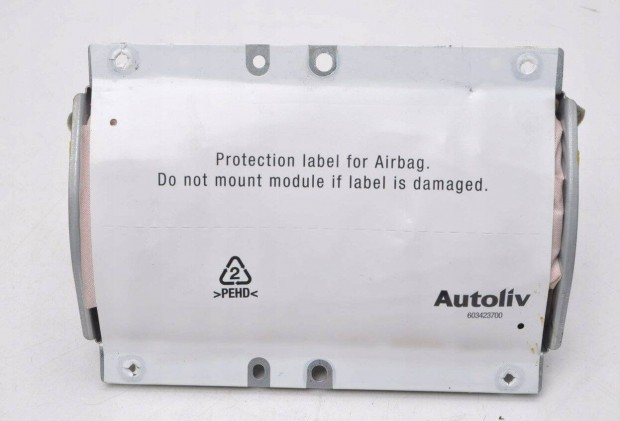 Protection label for Airbag.
Do not mount module if label is damaged.
2
>PEHD<
Autoliv
603423700